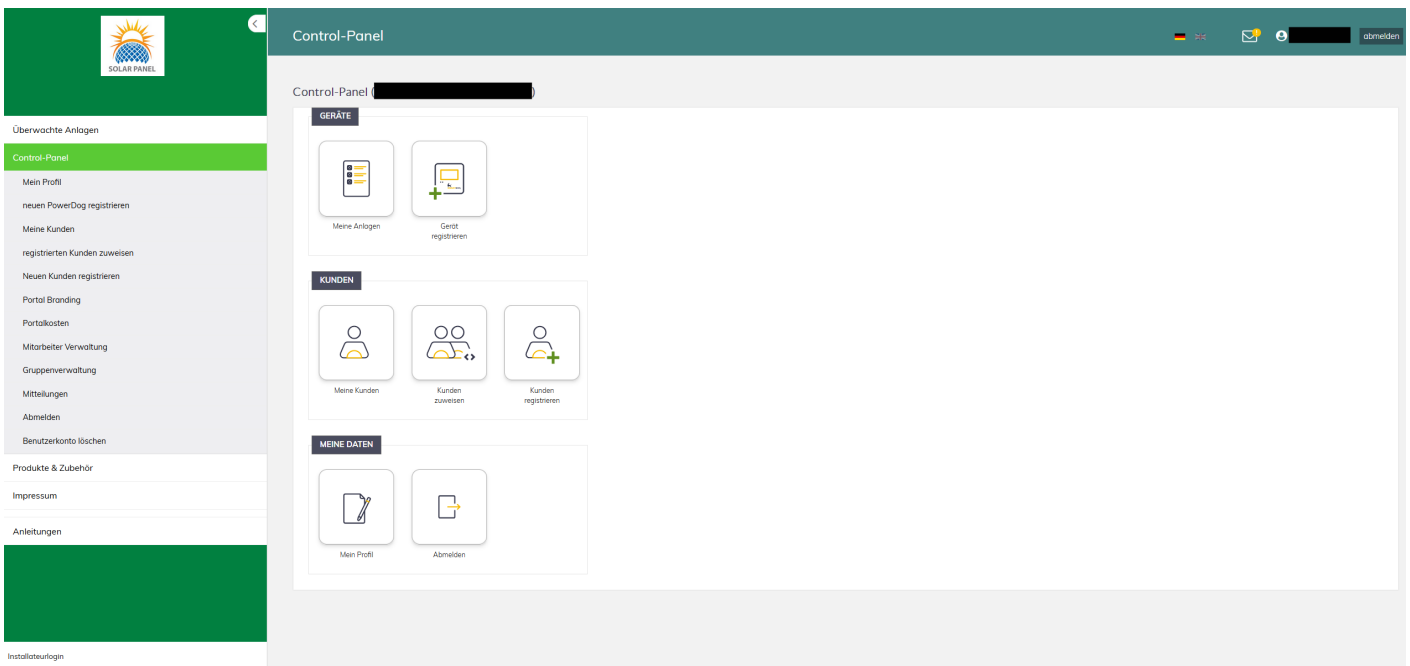 SOLAR PANEL
Control-Panel
abmelden
Überwachte Anlagen
Control-Panel
Mein Profil
neuen PowerDog registrieren
Meine Kunden
registrierten Kunden zuweisen
Neuen Kunden registrieren
Portal Branding
Portalkosten
Mitarbeiter Verwaltung
Gruppenverwaltung
Mitteilungen
Abmelden
Benutzerkonto löschen
Produkte & Zubehör
Impressum
Anleitungen
Installateurlogin
Control-Panel ( )
GERÄTE
Meine Anlagen
Gerät
registrieren
KUNDEN
Meine Kunden
Kunden
zuweisen
Kunden
registrieren
MEINE DATEN
Mein Profil
Abmelden